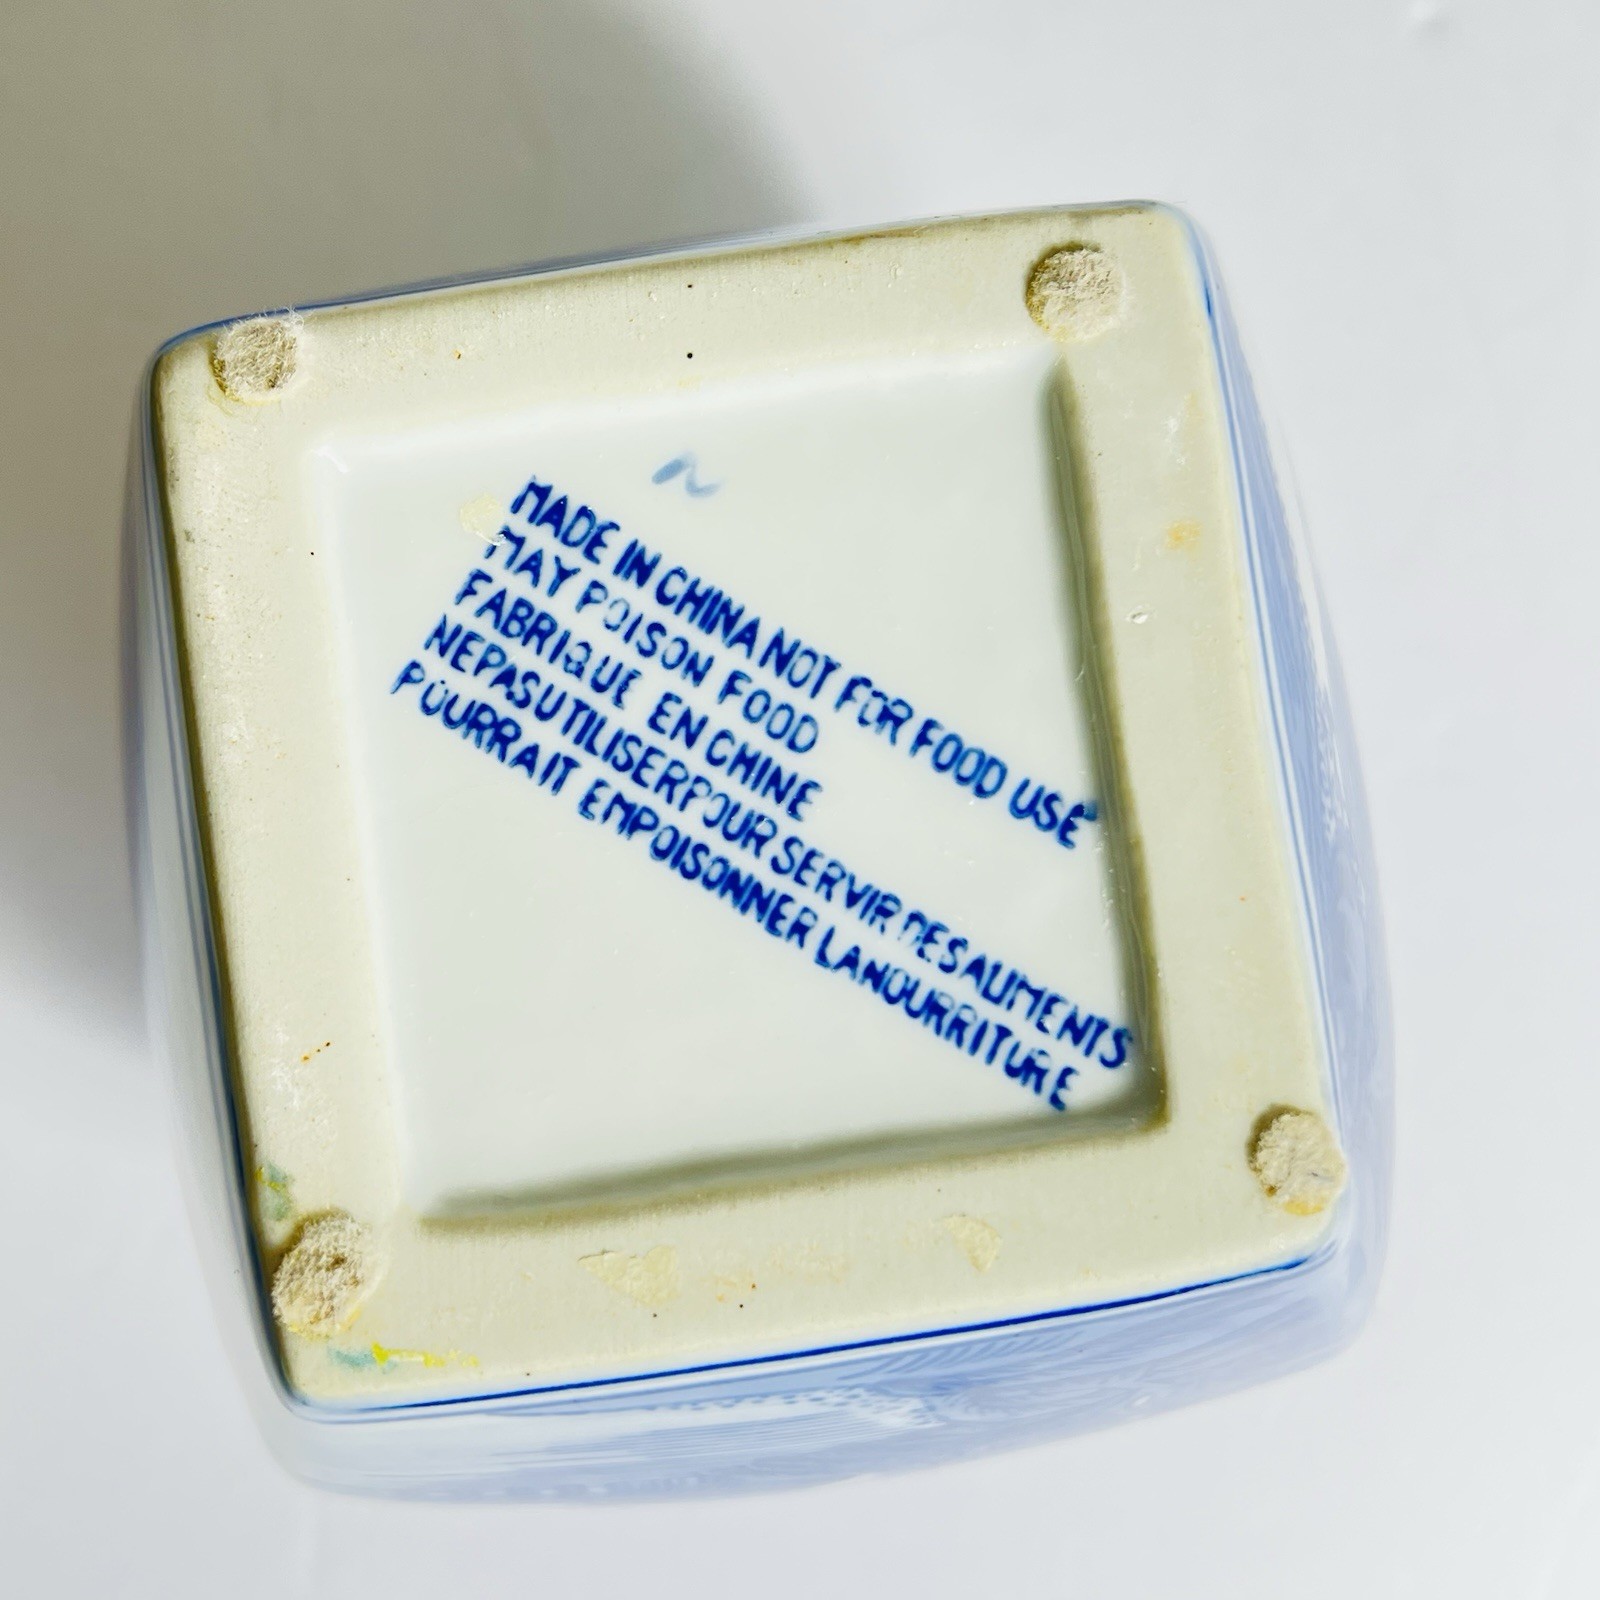 MADE IN CHINA NOT FOR FOOD USE
MAY POISON FOOD
FABRIQUE EN CHINE
NEPASUTILISERPOUR SERVIR DESALIMENTS
POURRAIT EMPOISONNER LANOURRITURE